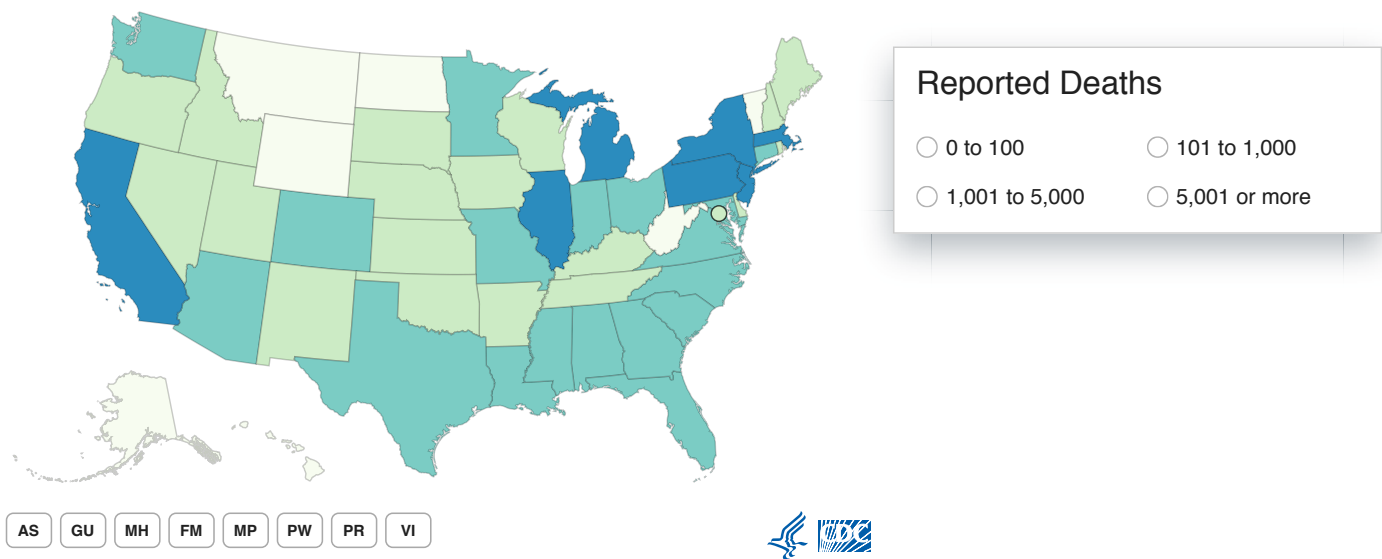 Reported Deaths
0 to 100
101 to 1,000
1,001 to 5,000
5,001 or more
AS GU MH FM MP PW PR VI
CDC